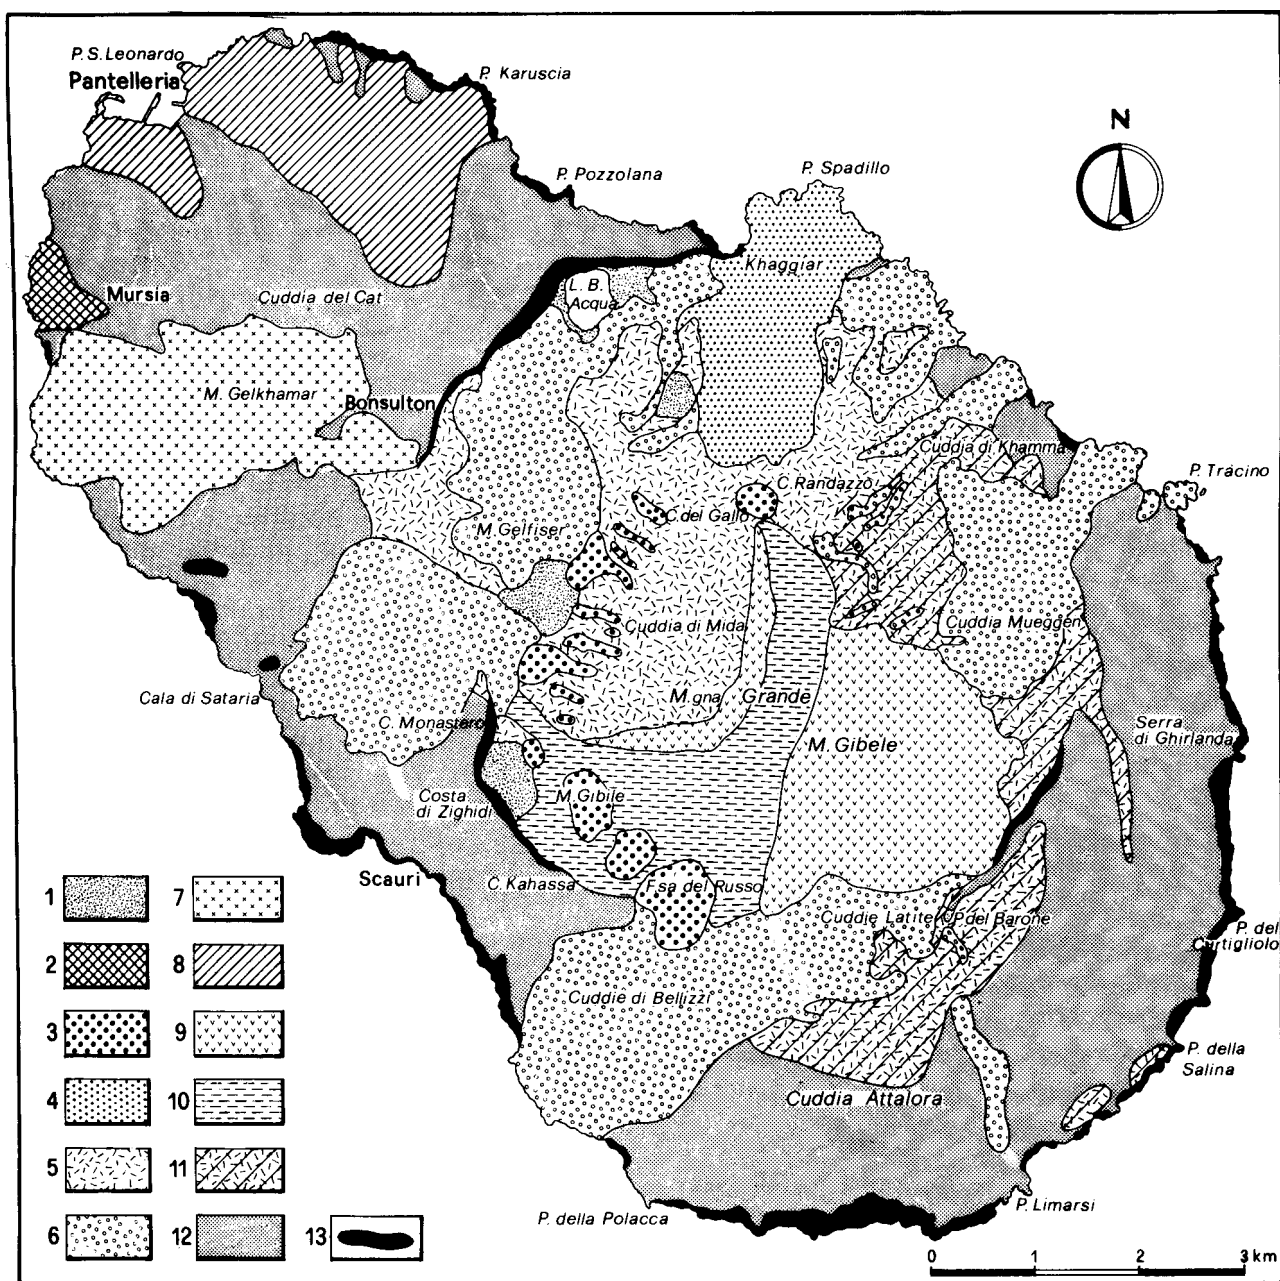 P. S. Leonardo
Pantelleria
P. Karuscia
N
P. Pozzolana
P. Spadillo
Khaggiar
L. B.
Acqua
Mursia
Cuddia del Cat
M. Gelkhamar
Bonsulton
Cuddia di Khamma
P. Tracino
C. Randazzo
C. del Gallo
M. Gelfiser
Cuddia di Mida
Cuddia Mueggen
Cala di Sataria
C. Monastero
M.gna Grande
Serra
di Ghirlanda
M. Gibele
Costa
di Zighidi
M. Gibile
Scauri
C. Kahassa
F.sa del Russo
Cuddie Latite
P. del Barone
P. del
Curtigliolo
Cuddie di Bellizzi
P. della
Salina
Cuddia Attalora
P. della Polacca
P. Limarsi
1 7
2 8
3 9
4 10
5 11
6 12 13
0 1 2 3 km